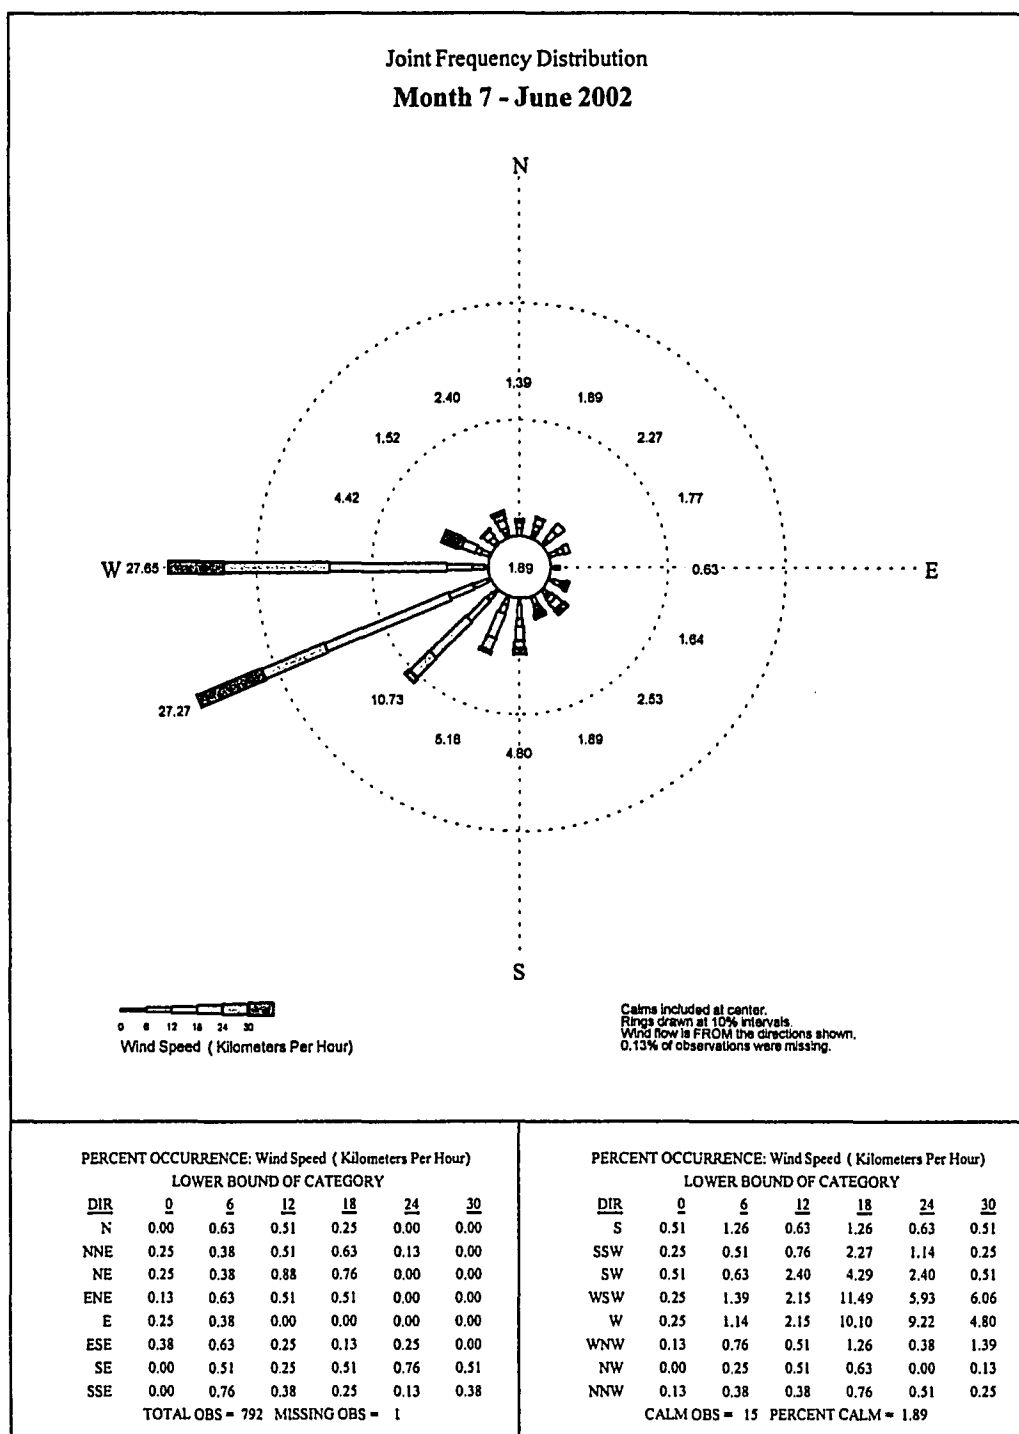 Joint Frequency Distribution
Month 7 - June 2002
N
1.39
2.40
1.89
1.52
2.27
4.42
1.77
W 27.65
1.89
0.63
E
1.64
27.27
10.73
2.53
5.18
4.80
1.89
S
0 6 12 18 24 30
Wind Speed ( Kilometers Per Hour)
Calms included at center.
Rings drawn at 10% intervals.
Wind flow is FROM the directions shown.
0.13% of observations were missing.
PERCENT OCCURRENCE: Wind Speed ( Kilometers Per Hour)
LOWER BOUND OF CATEGORY
DIR 0 6 12 18 24 30
N 0.00 0.63 0.51 0.25 0.00 0.00
NNE 0.25 0.38 0.51 0.63 0.13 0.00
NE 0.25 0.38 0.88 0.76 0.00 0.00
ENE 0.13 0.63 0.51 0.51 0.00 0.00
E 0.25 0.38 0.00 0.00 0.00 0.00
ESE 0.38 0.63 0.25 0.13 0.25 0.00
SE 0.00 0.51 0.25 0.51 0.76 0.51
SSE 0.00 0.76 0.38 0.25 0.13 0.38
TOTAL OBS = 792 MISSING OBS = 1
PERCENT OCCURRENCE: Wind Speed ( Kilometers Per Hour)
LOWER BOUND OF CATEGORY
DIR 0 6 12 18 24 30
S 0.51 1.26 0.63 1.26 0.63 0.51
SSW 0.25 0.51 0.76 2.27 1.14 0.25
SW 0.51 0.63 2.40 4.29 2.40 0.51
WSW 0.25 1.39 2.15 11.49 5.93 6.06
W 0.25 1.14 2.15 10.10 9.22 4.80
WNW 0.13 0.76 0.51 1.26 0.38 1.39
NW 0.00 0.25 0.51 0.63 0.00 0.13
NNW 0.13 0.38 0.38 0.76 0.51 0.25
CALM OBS = 15 PERCENT CALM = 1.89